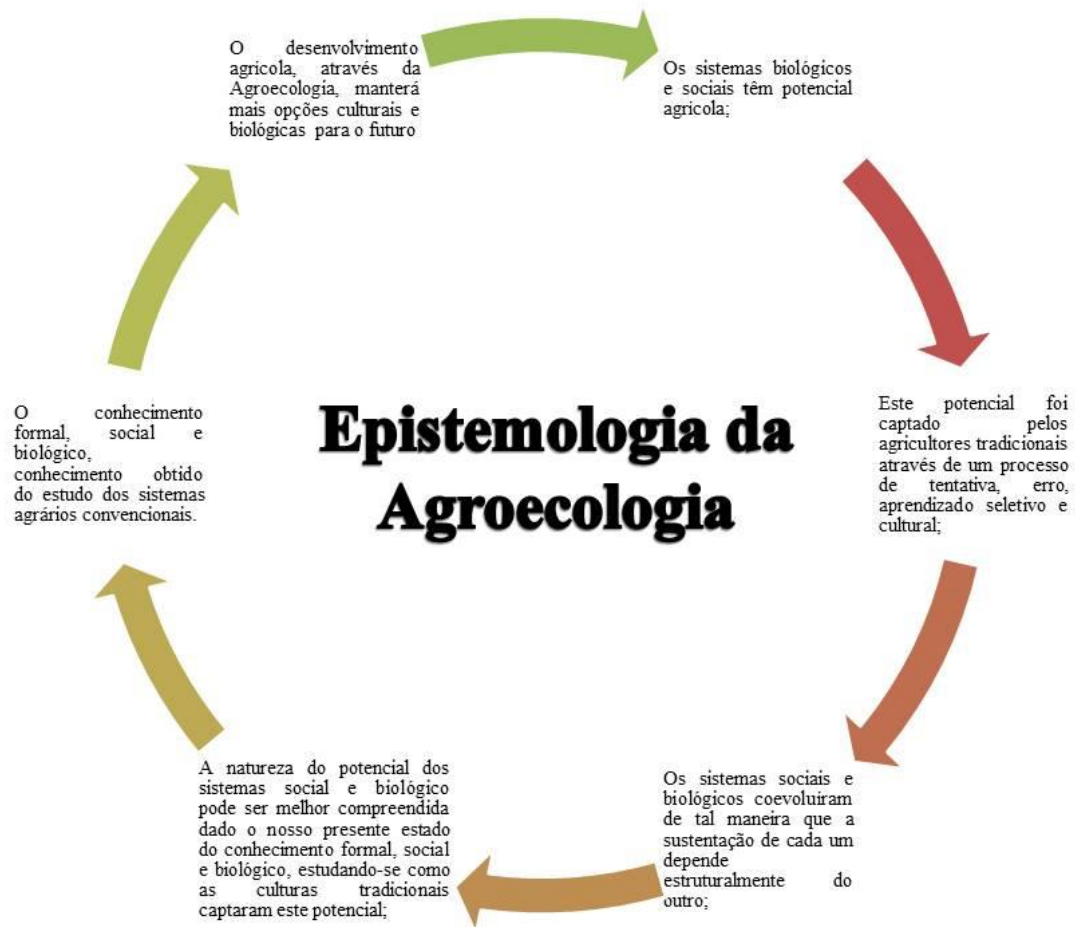 O desenvolvimento
agrícola, através da
Agroecologia, manterá
mais opções culturais e
biológicas para o futuro
Os sistemas biológicos
e sociais têm potencial
agrícola;
Este potencial foi
captado pelos
agricultores tradicionais
através de um processo
de tentativa, erro,
aprendizado seletivo e
cultural;
Os sistemas sociais e
biológicos coevoluíram
de tal maneira que a
sustentação de cada um
depende
estruturalmente do
outro;
A natureza do potencial dos
sistemas social e biológico
pode ser melhor compreendida
dado o nosso presente estado
do conhecimento formal, social
e biológico, estudando-se como
as culturas tradicionais
captaram este potencial;
O conhecimento
formal, social e
biológico,
conhecimento obtido
do estudo dos sistemas
agrários convencionais.
Epistemologia da
Agroecologia